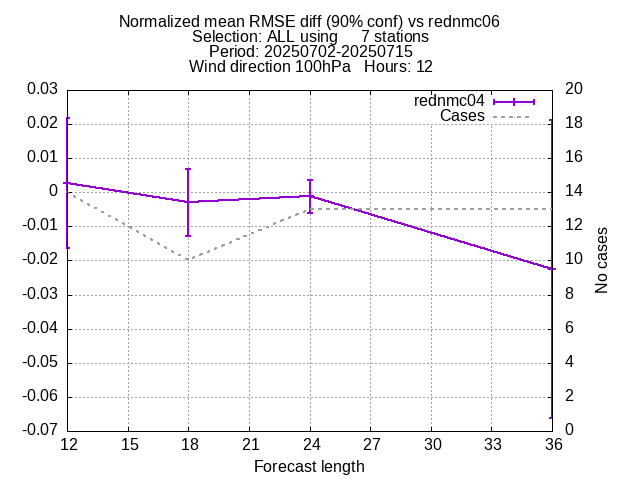 Normalized mean RMSE diff (90% conf) vs rednmc06
Selection: ALL using     7 stations
Period: 20250702-20250715
Wind direction 100hPa   Hours: 12
rednmc04
Cases
0.03
0.02
0.01
0
-0.01
-0.02
-0.03
-0.04
-0.05
-0.06
-0.07
20
18
16
14
12
10
8
6
4
2
0
No cases
12 15 18 21 24 27 30 33 36
Forecast length